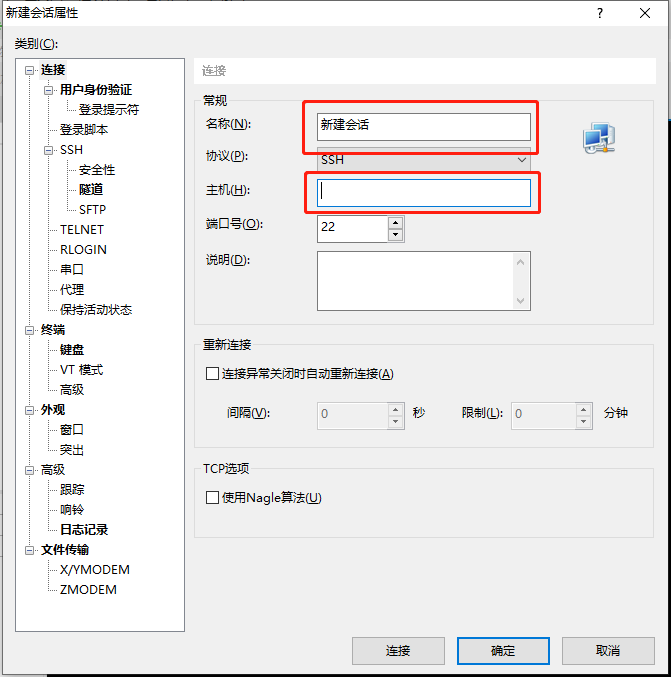 新建会话属性
?
类别(C):
连接
用户身份验证
登录提示符
登录脚本
SSH
安全性
隧道
SFTP
TELNET
RLOGIN
串口
代理
保持活动状态
终端
键盘
VT 模式
高级
外观
窗口
突出
高级
跟踪
响铃
日志记录
文件传输
X/YMODEM
ZMODEM
连接
常规
名称(N): 新建会话
协议(P): SSH
主机(H):
端口号(O): 22
说明(D):
重新连接
连接异常关闭时自动重新连接(A)
间隔(V): 0 秒 限制(L): 0 分钟
TCP选项
使用Nagle算法(U)
连接 确定 取消